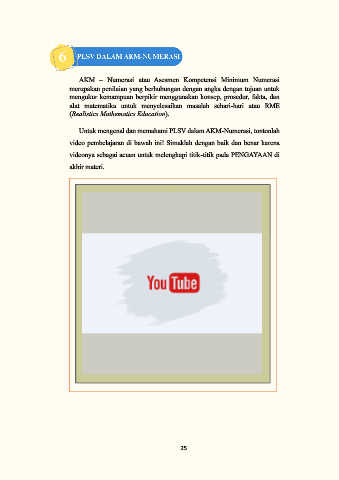 6 PLSV DALAM AKM-NUMERASI
AKM – Numerasi atau Asesmen Kompetensi Minimum Numerasi
merupakan penilaian yang berhubungan dengan angka dengan tujuan untuk
mengukur kemampuan berpikir menggunakan konsep, prosedur, fakta, dan
alat matematika untuk menyelesaikan masalah sehari-hari atau RME
(Realistics Mathematics Education).
Untuk mengenal dan memahami PLSV dalam AKM-Numerasi, tontonlah
video pembelajaran di bawah ini! Simaklah dengan baik dan benar karena
videonya sebagai acuan untuk melengkapi titik-titik pada PENGAYAAN di
akhir materi.
YouTube
25